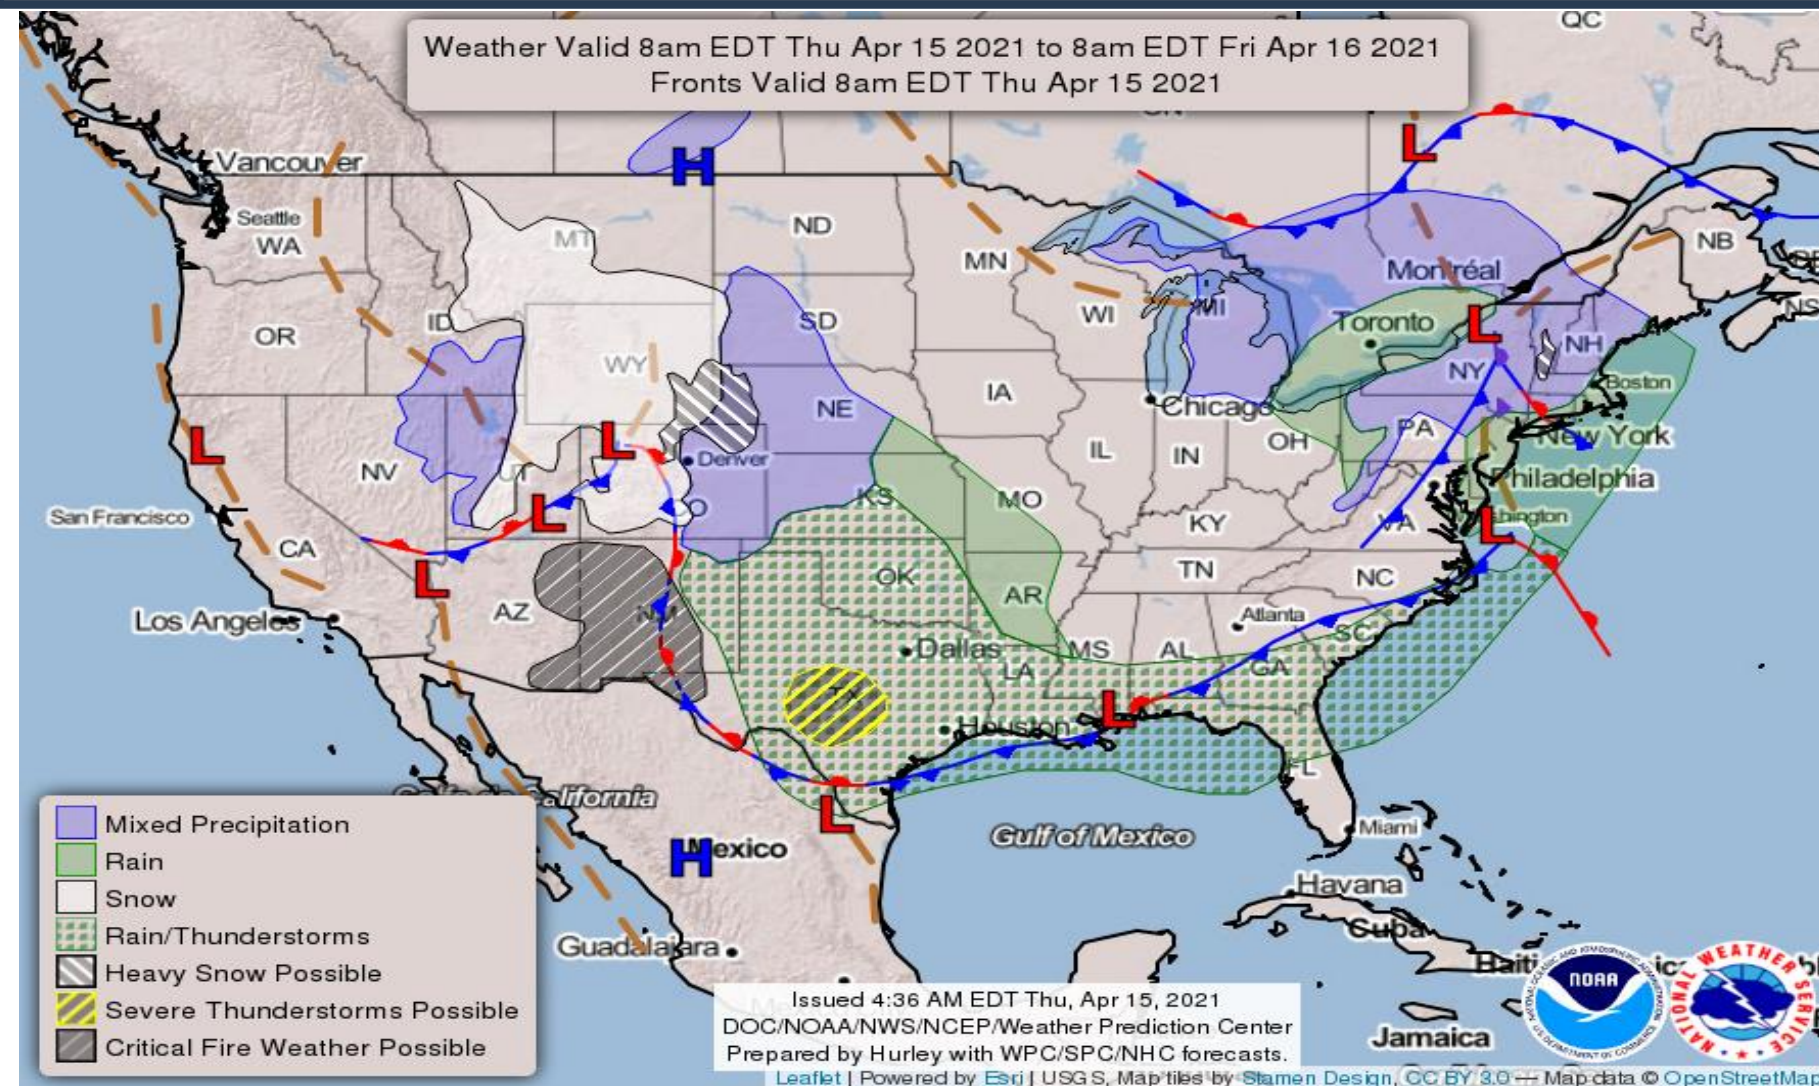 Weather Valid 8am EDT Thu Apr 15 2021 to 8am EDT Fri Apr 16 2021
Fronts Valid 8am EDT Thu Apr 15 2021
QC
Vancouver
H
L
Seattle
WA
MT
ND
MN
NB
Montréal
OR
ID
SD
WI
MI
Toronto
L
NH
NS
WY
NY
Boston
IA
NE
Chicago
L
L
NV
UT
Denver
IL
IN
OH
PA
New York
Philadelphia
San Francisco
L
KS
MO
KY
VA
L
CA
L
OK
TN
NC
AZ
NM
AR
Los Angeles
Atlanta
Dallas
MS
AL
SC
GA
LA
TX
L
Houston
FL
L
Gulf of Mexico
Miami
H
Mexico
Havana
Cuba
Guadalajara
Haiti
Jamaica
Mixed Precipitation
Rain
Snow
Rain/Thunderstorms
Heavy Snow Possible
Severe Thunderstorms Possible
Critical Fire Weather Possible
Issued 4:36 AM EDT Thu, Apr 15, 2021
DOC/NOAA/NWS/NCEP/Weather Prediction Center
Prepared by Hurley with WPC/SPC/NHC forecasts.
NOAA
NATIONAL WEATHER SERVICE
Leaflet | Powered by Esri | USGS, Map tiles by Stamen Design, CC BY 3.0 — Map data © OpenStreetMap